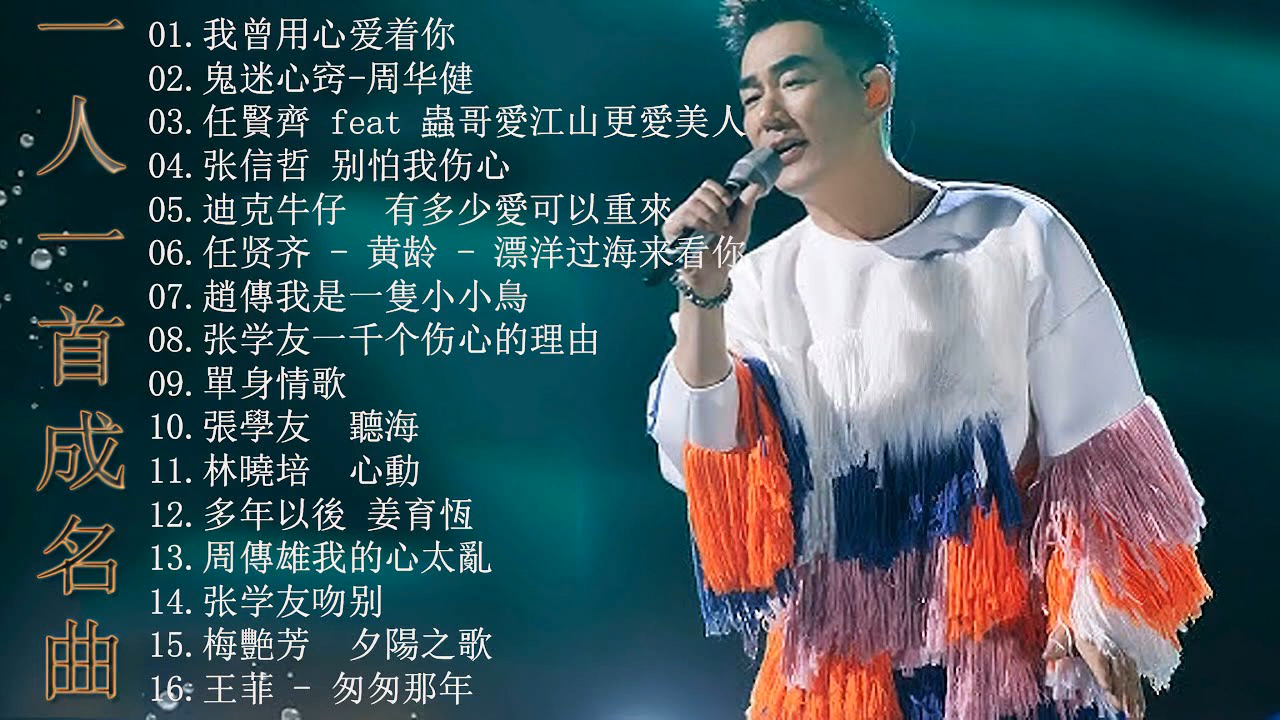 一人一首成名曲
01.我曾用心爱着你
02.鬼迷心窍-周华健
03.任賢齊 feat 蟲哥愛江山更愛美人
04.张信哲 别怕我伤心
05.迪克牛仔 有多少愛可以重來
06.任贤齐 - 黄龄 - 漂洋过海来看你
07.趙傳我是一隻小小鳥
08.张学友一千个伤心的理由
09.單身情歌
10.張學友 聽海
11.林曉培 心動
12.多年以後 姜育恆
13.周傳雄我的心太亂
14.张学友吻别
15.梅艷芳 夕陽之歌
16.王菲 - 匆匆那年